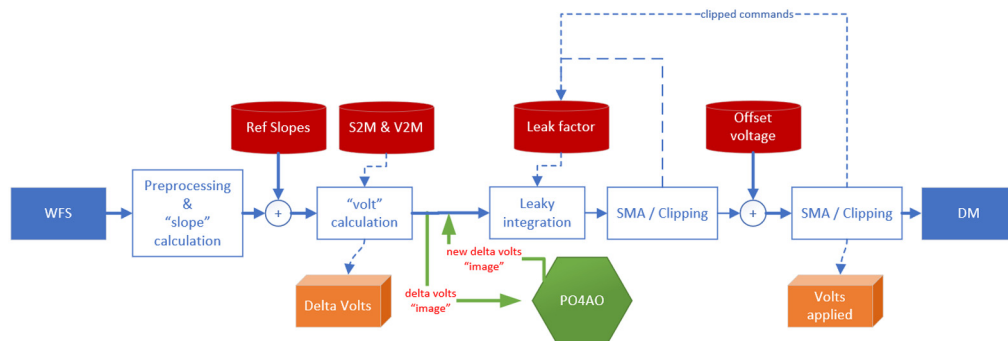 clipped commands
Ref Slopes
S2M & V2M
Leak factor
Offset
voltage
WFS
Preprocessing
&
“slope”
calculation
+
“volt”
calculation
Leaky
integration
SMA / Clipping
+
SMA / Clipping
DM
new delta volts
“image”
delta volts
“image”
PO4AO
Delta Volts
Volts
applied